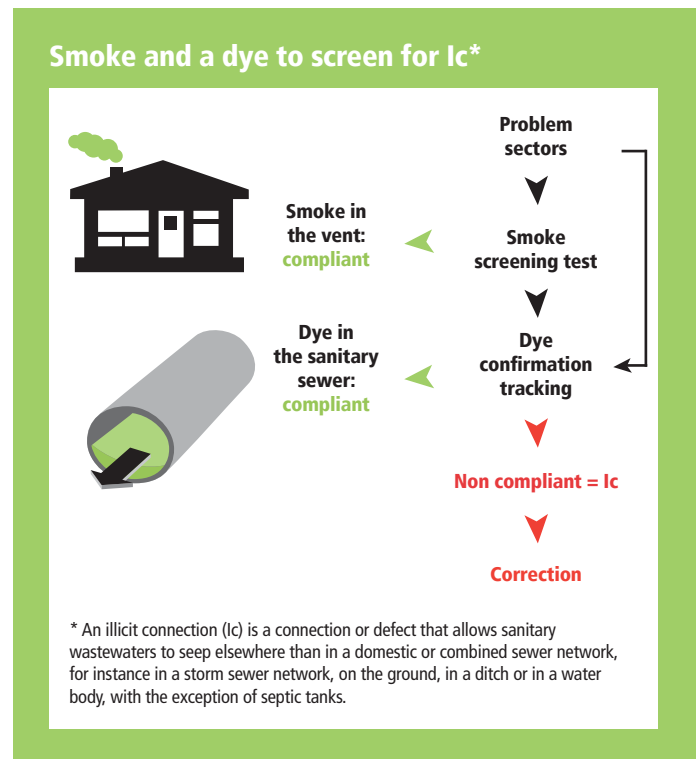 Smoke and a dye to screen for Ic*
Problem
sectors
Smoke in
the vent:
compliant
Smoke
screening test
Dye in
the sanitary
sewer:
compliant
Dye
confirmation
tracking
Non compliant = Ic
Correction
* An illicit connection (Ic) is a connection or defect that allows sanitary
wastewaters to seep elsewhere than in a domestic or combined sewer network,
for instance in a storm sewer network, on the ground, in a ditch or in a water
body, with the exception of septic tanks.